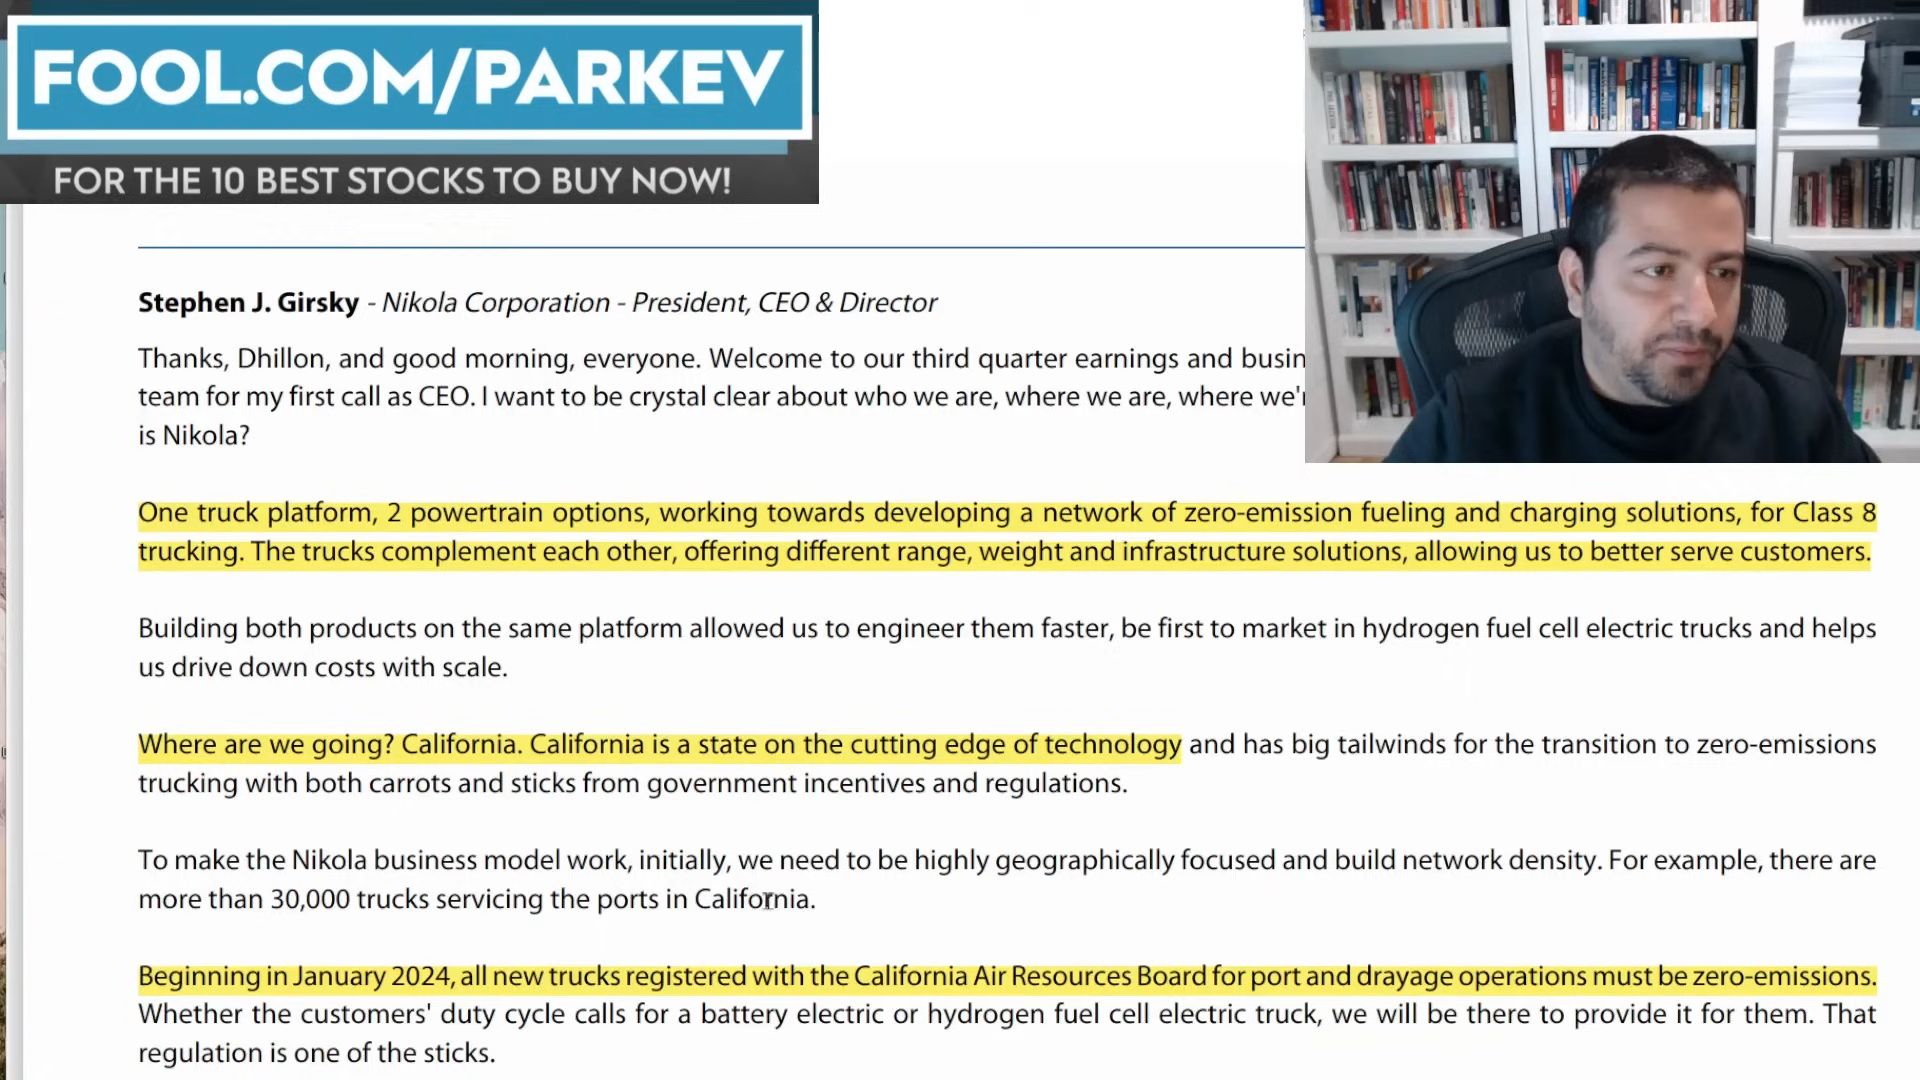 FOOL.COM/PARKEV
FOR THE 10 BEST STOCKS TO BUY NOW!
Stephen J. Girsky - Nikola Corporation - President, CEO & Director
Thanks, Dhillon, and good morning, everyone. Welcome to our third quarter earnings and busin
team for my first call as CEO. I want to be crystal clear about who we are, where we are, where we'r
is Nikola?
One truck platform, 2 powertrain options, working towards developing a network of zero-emission fueling and charging solutions, for Class 8
trucking. The trucks complement each other, offering different range, weight and infrastructure solutions, allowing us to better serve customers.
Building both products on the same platform allowed us to engineer them faster, be first to market in hydrogen fuel cell electric trucks and helps
us drive down costs with scale.
Where are we going? California. California is a state on the cutting edge of technology and has big tailwinds for the transition to zero-emissions
trucking with both carrots and sticks from government incentives and regulations.
To make the Nikola business model work, initially, we need to be highly geographically focused and build network density. For example, there are
more than 30,000 trucks servicing the ports in California.
Beginning in January 2024, all new trucks registered with the California Air Resources Board for port and drayage operations must be zero-emissions.
Whether the customers' duty cycle calls for a battery electric or hydrogen fuel cell electric truck, we will be there to provide it for them. That
regulation is one of the sticks.